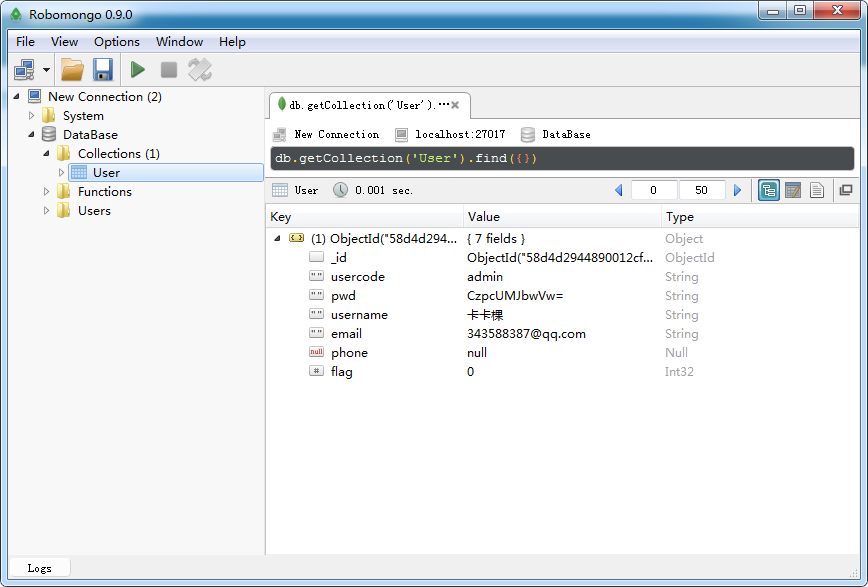 Robomongo 0.9.0
File View Options Window Help
New Connection (2)
System
DataBase
Collections (1)
User
Functions
Users
db.getCollection('User').···
New Connection localhost:27017 DataBase
db.getCollection('User').find({})
User 0.001 sec. 0 50
Key Value Type
(1) ObjectId("58d4d294... { 7 fields } Object
_id ObjectId("58d4d2944890012cf... ObjectId
"" usercode admin String
"" pwd CzpcUMJbwVw= String
"" username 卡卡棵 String
"" email 343588387@qq.com String
null phone null Null
# flag 0 Int32
Logs